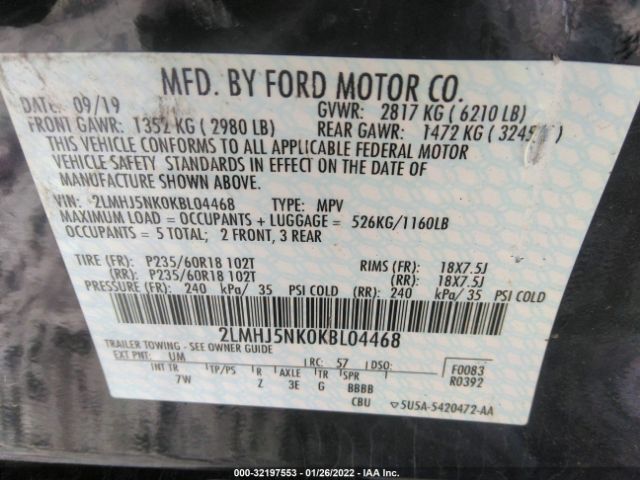 MFD. BY FORD MOTOR CO.
DATE: 09/19 GVWR: 2817 KG ( 6210 LB)
FRONT GAWR: 1352 KG ( 2980 LB) REAR GAWR: 1472 KG (
THIS VEHICLE CONFORMS TO ALL APPLICABLE FEDERAL MOTOR
VEHICLE SAFETY STANDARDS IN EFFECT ON THE DATE OF
MANUFACTURE SHOWN ABOVE.
VIN: 2LMHJ5NK0KBL04468 TYPE: MPV
MAXIMUM LOAD = OCCUPANTS + LUGGAGE = 526KG/1160LB
OCCUPANTS = 5 TOTAL; 2 FRONT, 3 REAR
TIRE (FR): P235/60R18 102T RIMS (FR): 18X7.5J
(RR): P235/60R18 102T (RR): 18X7.5J
PRESSURE (FR): 240 kPa/ 35 PSI COLD (RR): 240 kPa/ 35 PSI COLD
2LMHJ5NK0KBL04468
TRAILER TOWING - SEE OWNER GUIDE
EXT PNT: UM RC: 57 DSO: F0083
INT TR TP/PS R AXLE TR SPR R0392
7W Z 3E G BBBB
CBU ▽5USA-5420472-AA
000-32197553 - 01/26/2022 - IAA Inc.